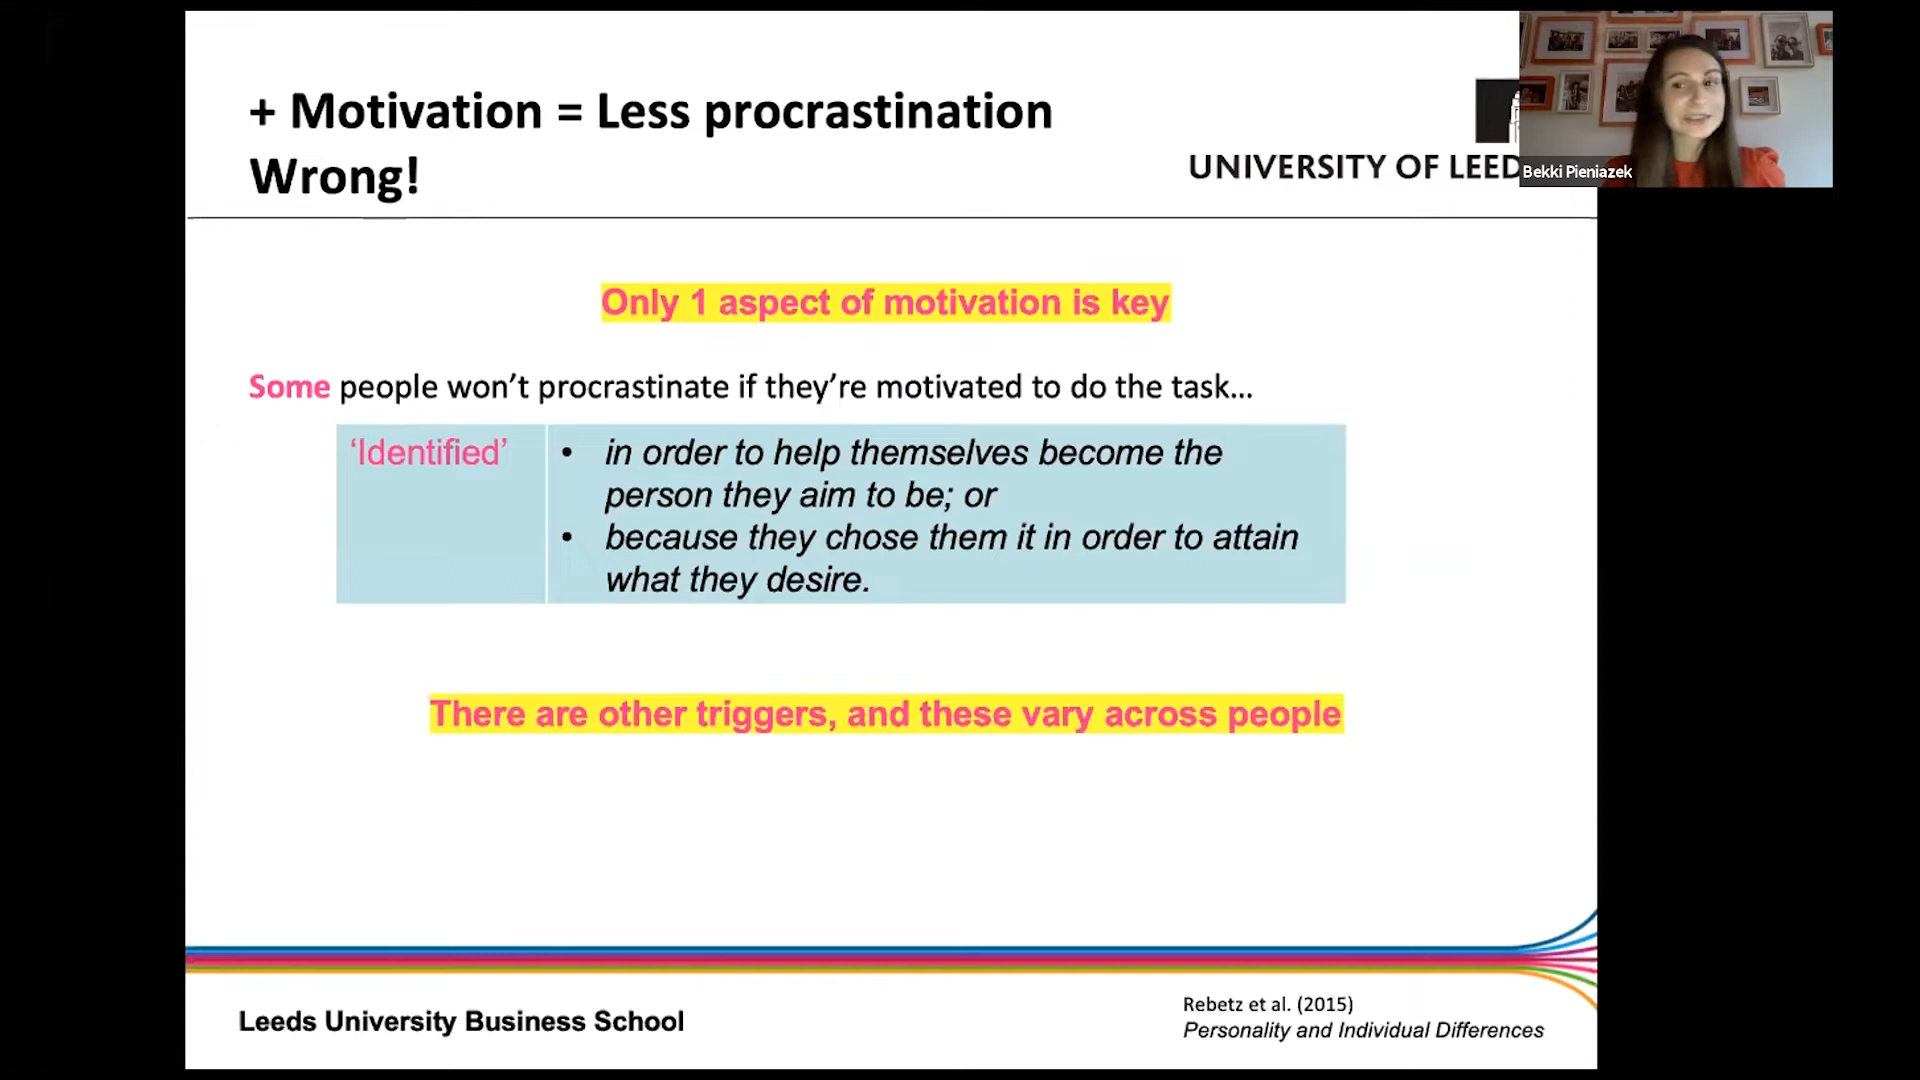 + Motivation = Less procrastination
Wrong!
UNIVERSITY OF LEED
Bekki Pieniazek
Only 1 aspect of motivation is key
Some people won’t procrastinate if they’re motivated to do the task...
‘Identified’
• in order to help themselves become the
person they aim to be; or
• because they chose them it in order to attain
what they desire.
There are other triggers, and these vary across people
Leeds University Business School
Rebetz et al. (2015)
Personality and Individual Differences